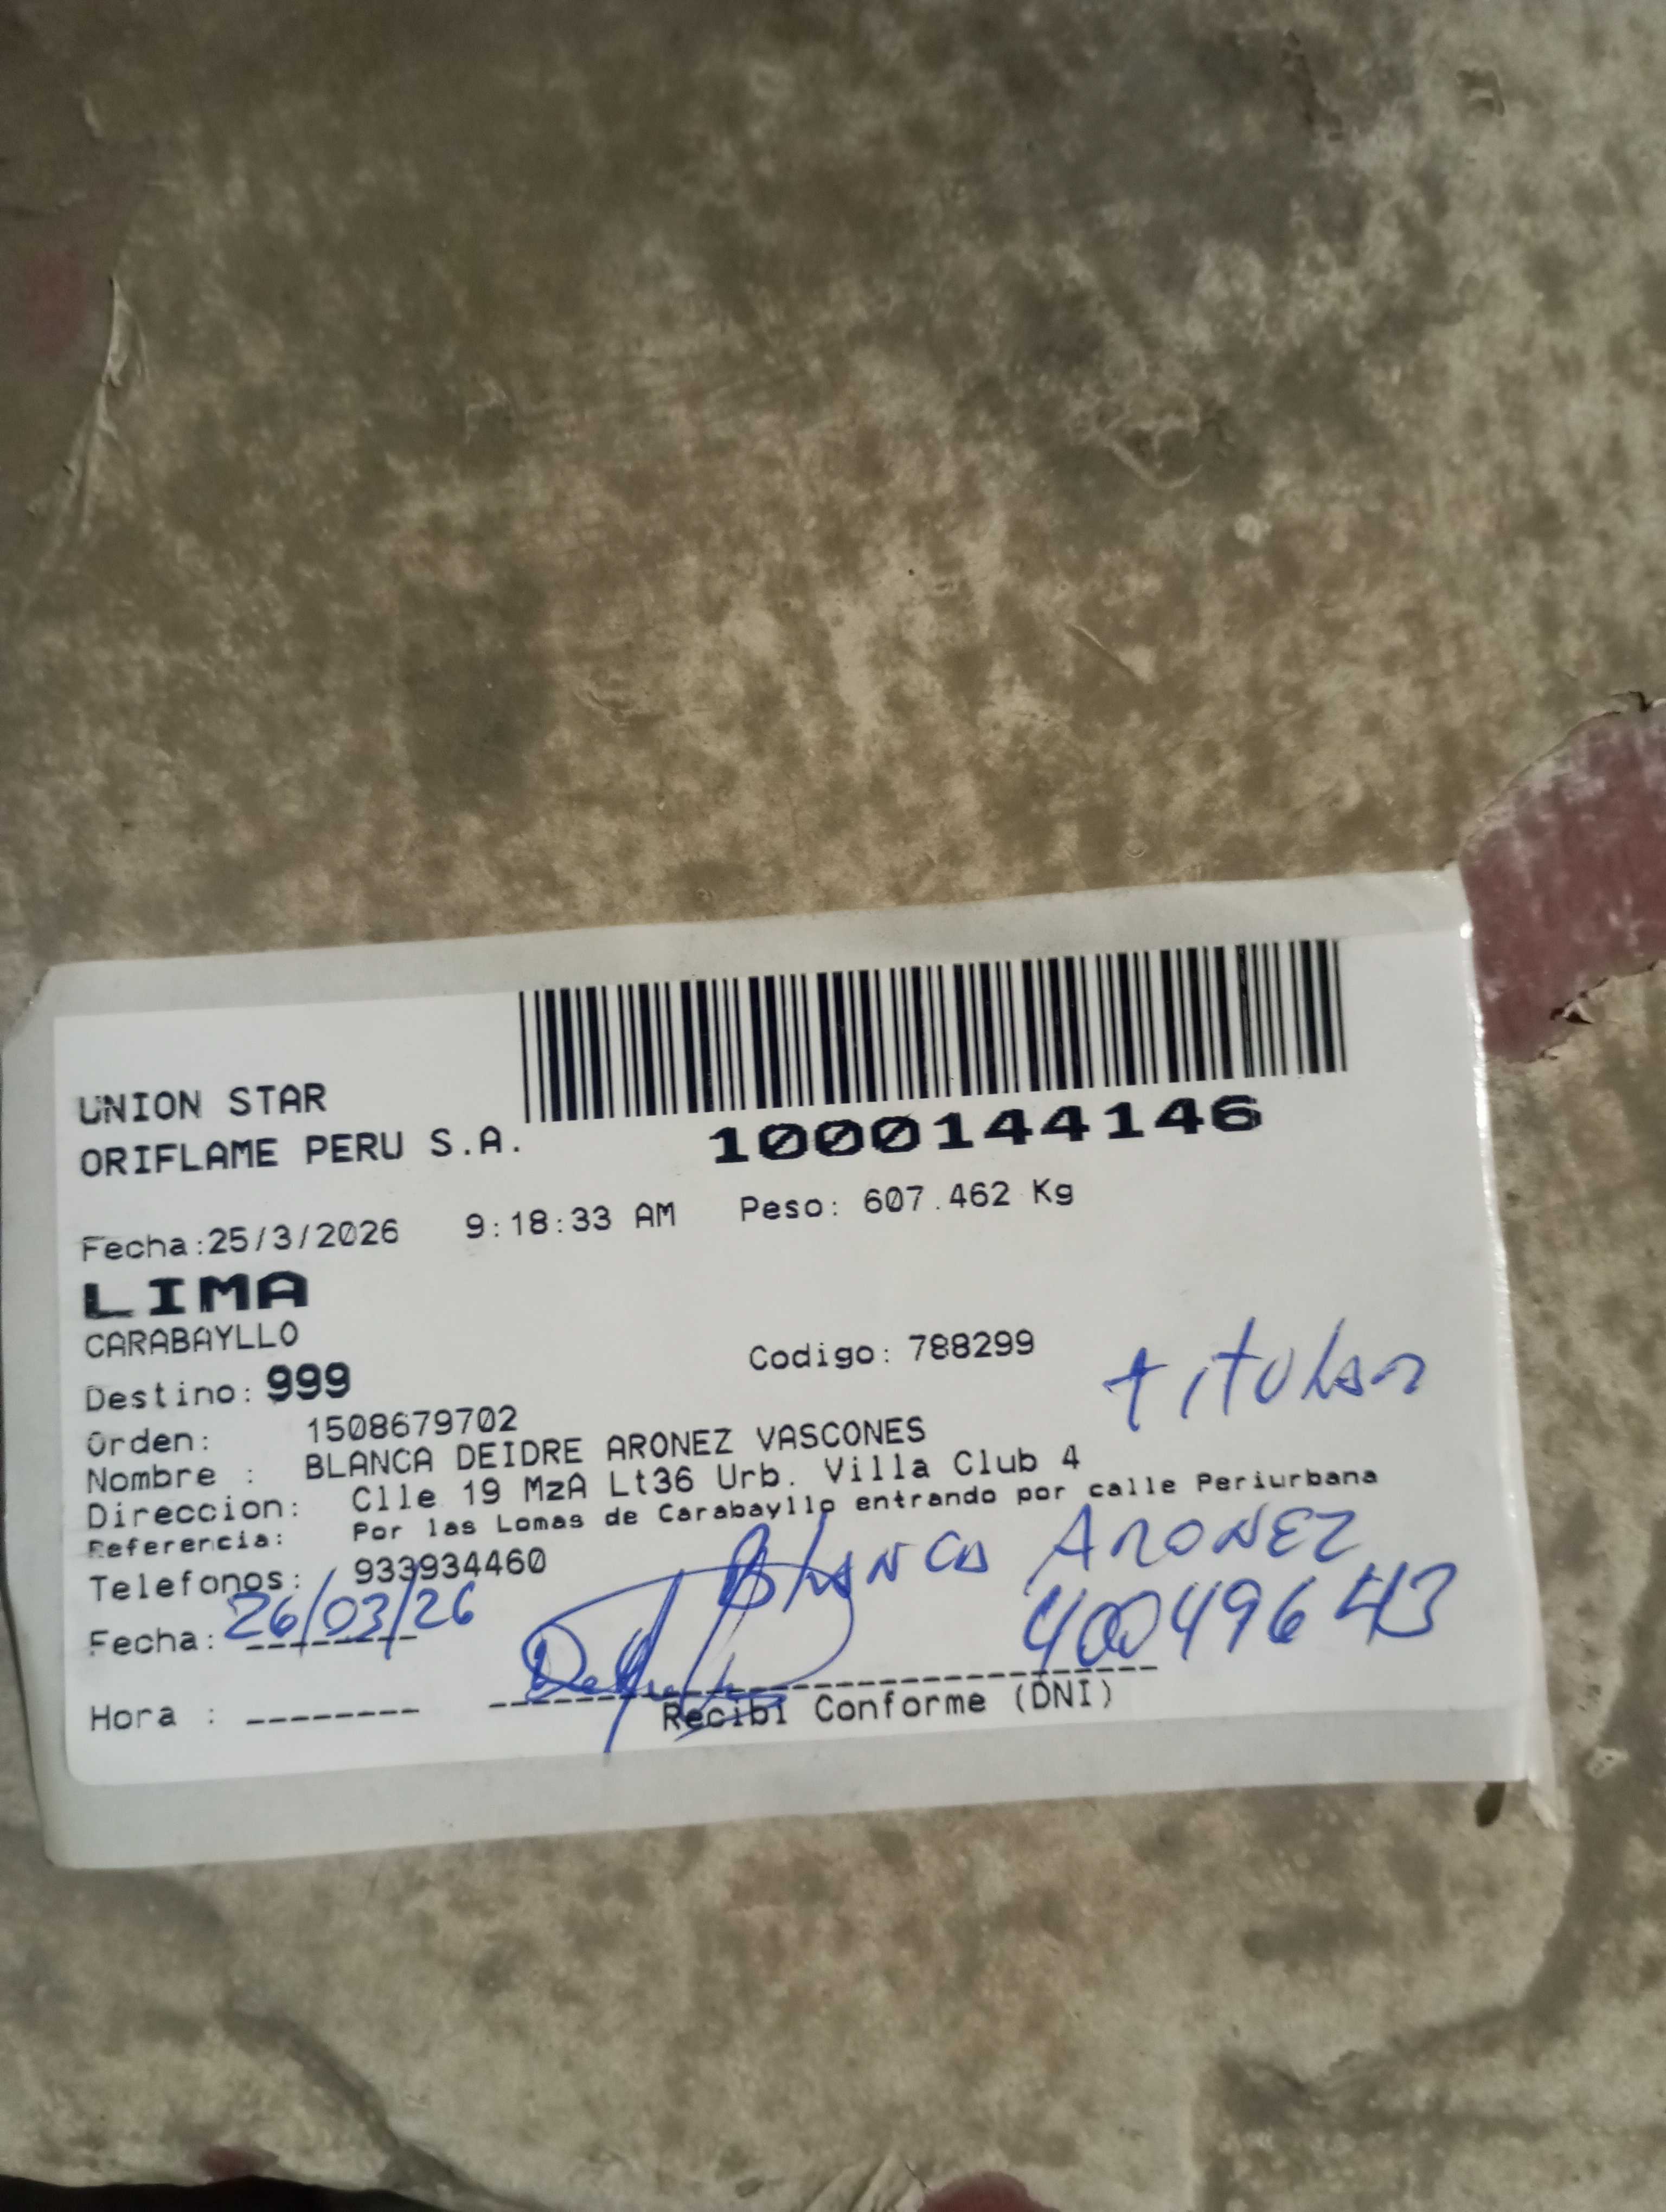 UNION STAR
ORIFLAME PERU S.A.
1000144146
Fecha:25/3/2026 9:18:33 AM Peso: 607.462 Kg
LIMA
CARABAYLLO
Codigo: 788299
titular
Destino: 999
Orden: 1508679702
Nombre : BLANCA DEIDRE ARONEZ VASCONES
Direccion: Clle 19 MzA Lt36 Urb. Villa Club 4
Referencia: Por las Lomas de Carabayllo entrando por calle Periurbana
Telefonos: 933934460
Blanca ARONEZ
Fecha: 26/03/26
40049643
Hora :
Recibi Conforme (DNI)